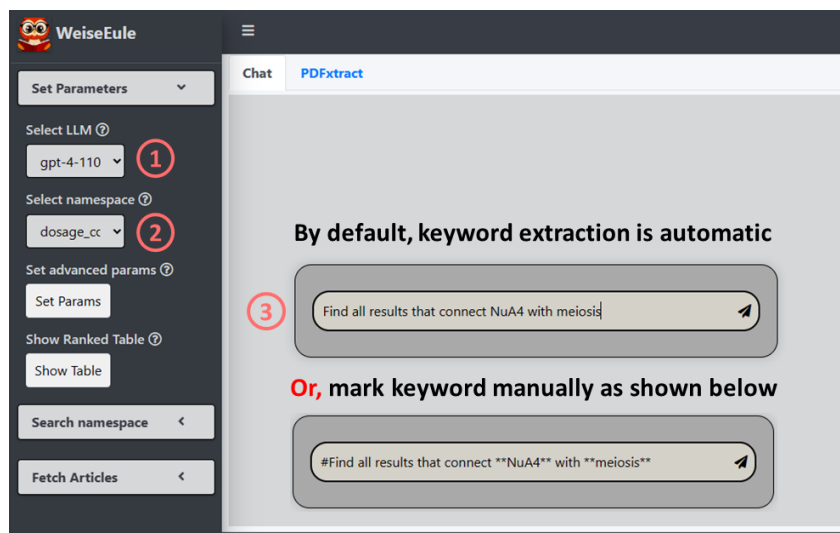 WeiseEule
☰
Set Parameters
Select LLM ?
gpt-4-110
1
Select namespace ?
dosage_cc
2
Set advanced params ?
Set Params
Show Ranked Table ?
Show Table
Search namespace
Fetch Articles
Chat PDFxtract
By default, keyword extraction is automatic
3
Find all results that connect NuA4 with meiosis
Or, mark keyword manually as shown below
#Find all results that connect **NuA4** with **meiosis**